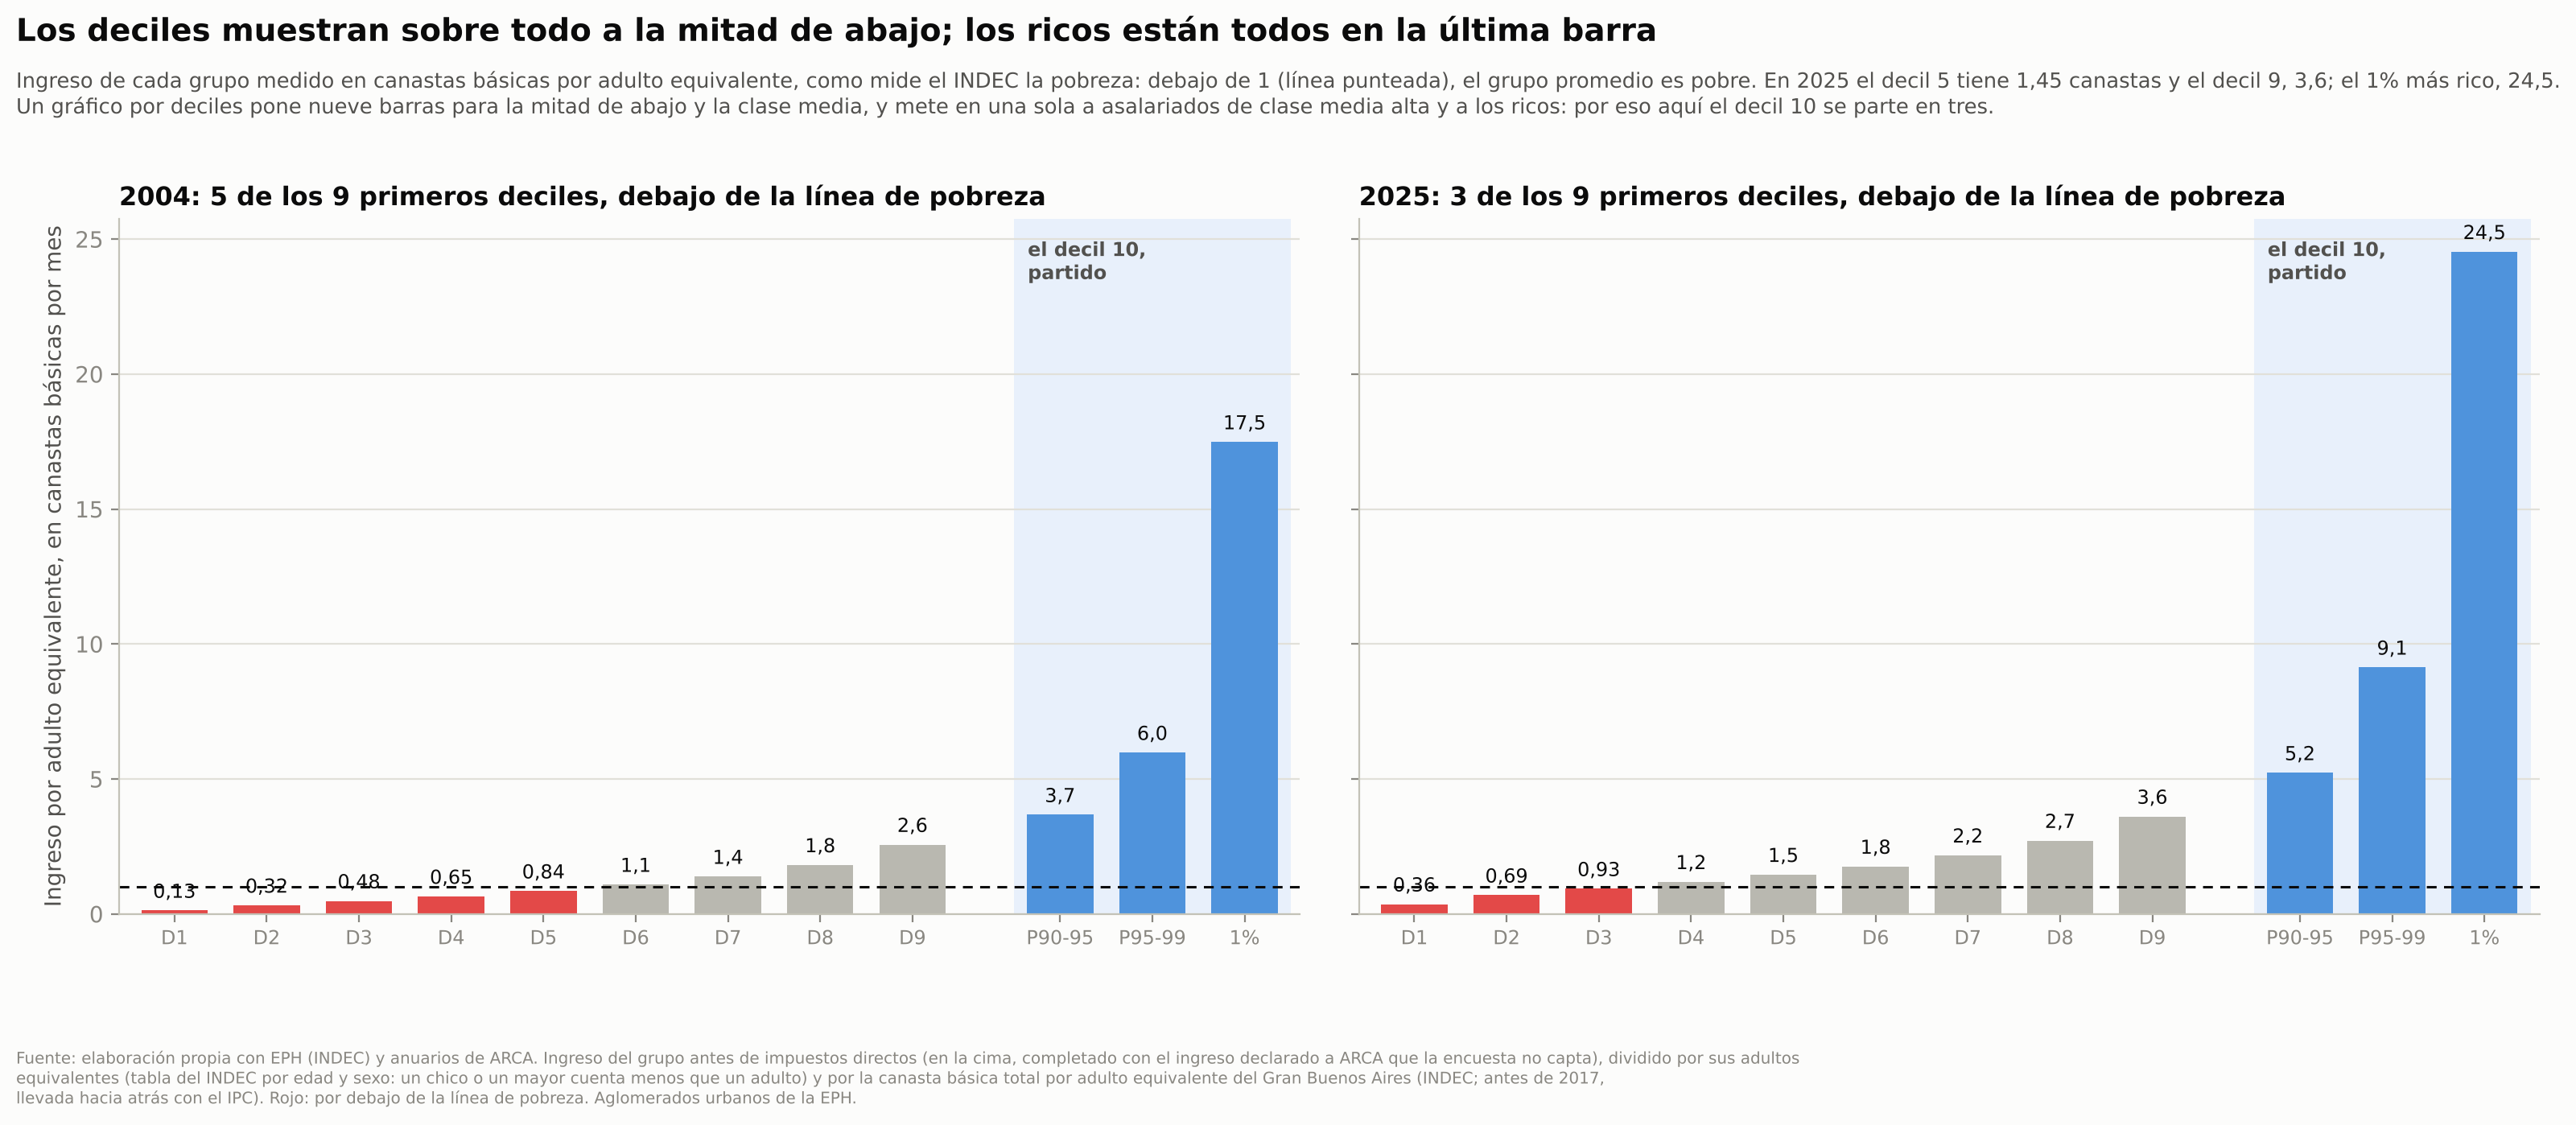 Los deciles muestran sobre todo a la mitad de abajo; los ricos están todos en la última barra
Ingreso de cada grupo medido en canastas básicas por adulto equivalente, como mide el INDEC la pobreza: debajo de 1 (línea punteada), el grupo promedio es pobre. En 2025 el decil 5 tiene 1,45 canastas y el decil 9, 3,6; el 1% más rico, 24,5.
Un gráfico por deciles pone nueve barras para la mitad de abajo y la clase media, y mete en una sola a asalariados de clase media alta y a los ricos: por eso aquí el decil 10 se parte en tres.
2004: 5 de los 9 primeros deciles, debajo de la línea de pobreza
Ingreso por adulto equivalente, en canastas básicas por mes
25
20
15
10
5
0
el decil 10,
partido
0,13
0,32
0,48
0,65
0,84
1,1
1,4
1,8
2,6
3,7
6,0
17,5
D1
D2
D3
D4
D5
D6
D7
D8
D9
P90-95
P95-99
1%
2025: 3 de los 9 primeros deciles, debajo de la línea de pobreza
el decil 10,
partido
0,36
0,69
0,93
1,2
1,5
1,8
2,2
2,7
3,6
5,2
9,1
24,5
D1
D2
D3
D4
D5
D6
D7
D8
D9
P90-95
P95-99
1%
Fuente: elaboración propia con EPH (INDEC) y anuarios de ARCA. Ingreso del grupo antes de impuestos directos (en la cima, completado con el ingreso declarado a ARCA que la encuesta no capta), dividido por sus adultos
equivalentes (tabla del INDEC por edad y sexo: un chico o un mayor cuenta menos que un adulto) y por la canasta básica total por adulto equivalente del Gran Buenos Aires (INDEC; antes de 2017,
llevada hacia atrás con el IPC). Rojo: por debajo de la línea de pobreza. Aglomerados urbanos de la EPH.